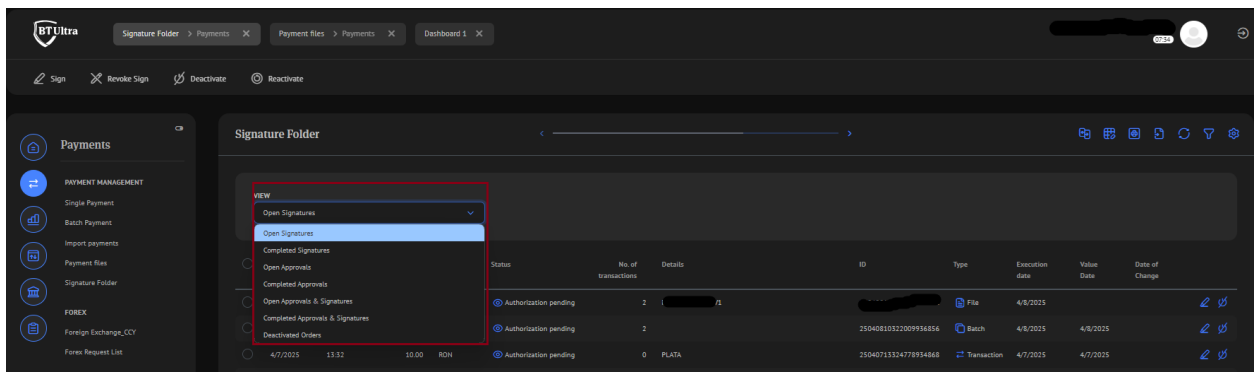 BT Ultra
Signature Folder > Payments X
Payment files > Payments X
Dashboard 1 X
07:54
Sign
Revoke Sign
Deactivate
Reactivate
Payments
PAYMENT MANAGEMENT
Single Payment
Batch Payment
Import payments
Payment files
Signature Folder
FOREX
Foreign Exchange_CCY
Forex Request List
Signature Folder
VIEW
Open Signatures
Open Signatures
Completed Signatures
Open Approvals
Completed Approvals
Open Approvals & Signatures
Completed Approvals & Signatures
Deactivated Orders
Status No. of transactions Details ID Type Execution date Value Date Date of Change
Authorization pending 2 /1 File 4/8/2025
Authorization pending 2 25040810322009936856 Batch 4/8/2025 4/8/2025
4/7/2025 13:32 10.00 RON Authorization pending 0 PLATA 25040713324778934868 Transaction 4/7/2025 4/7/2025